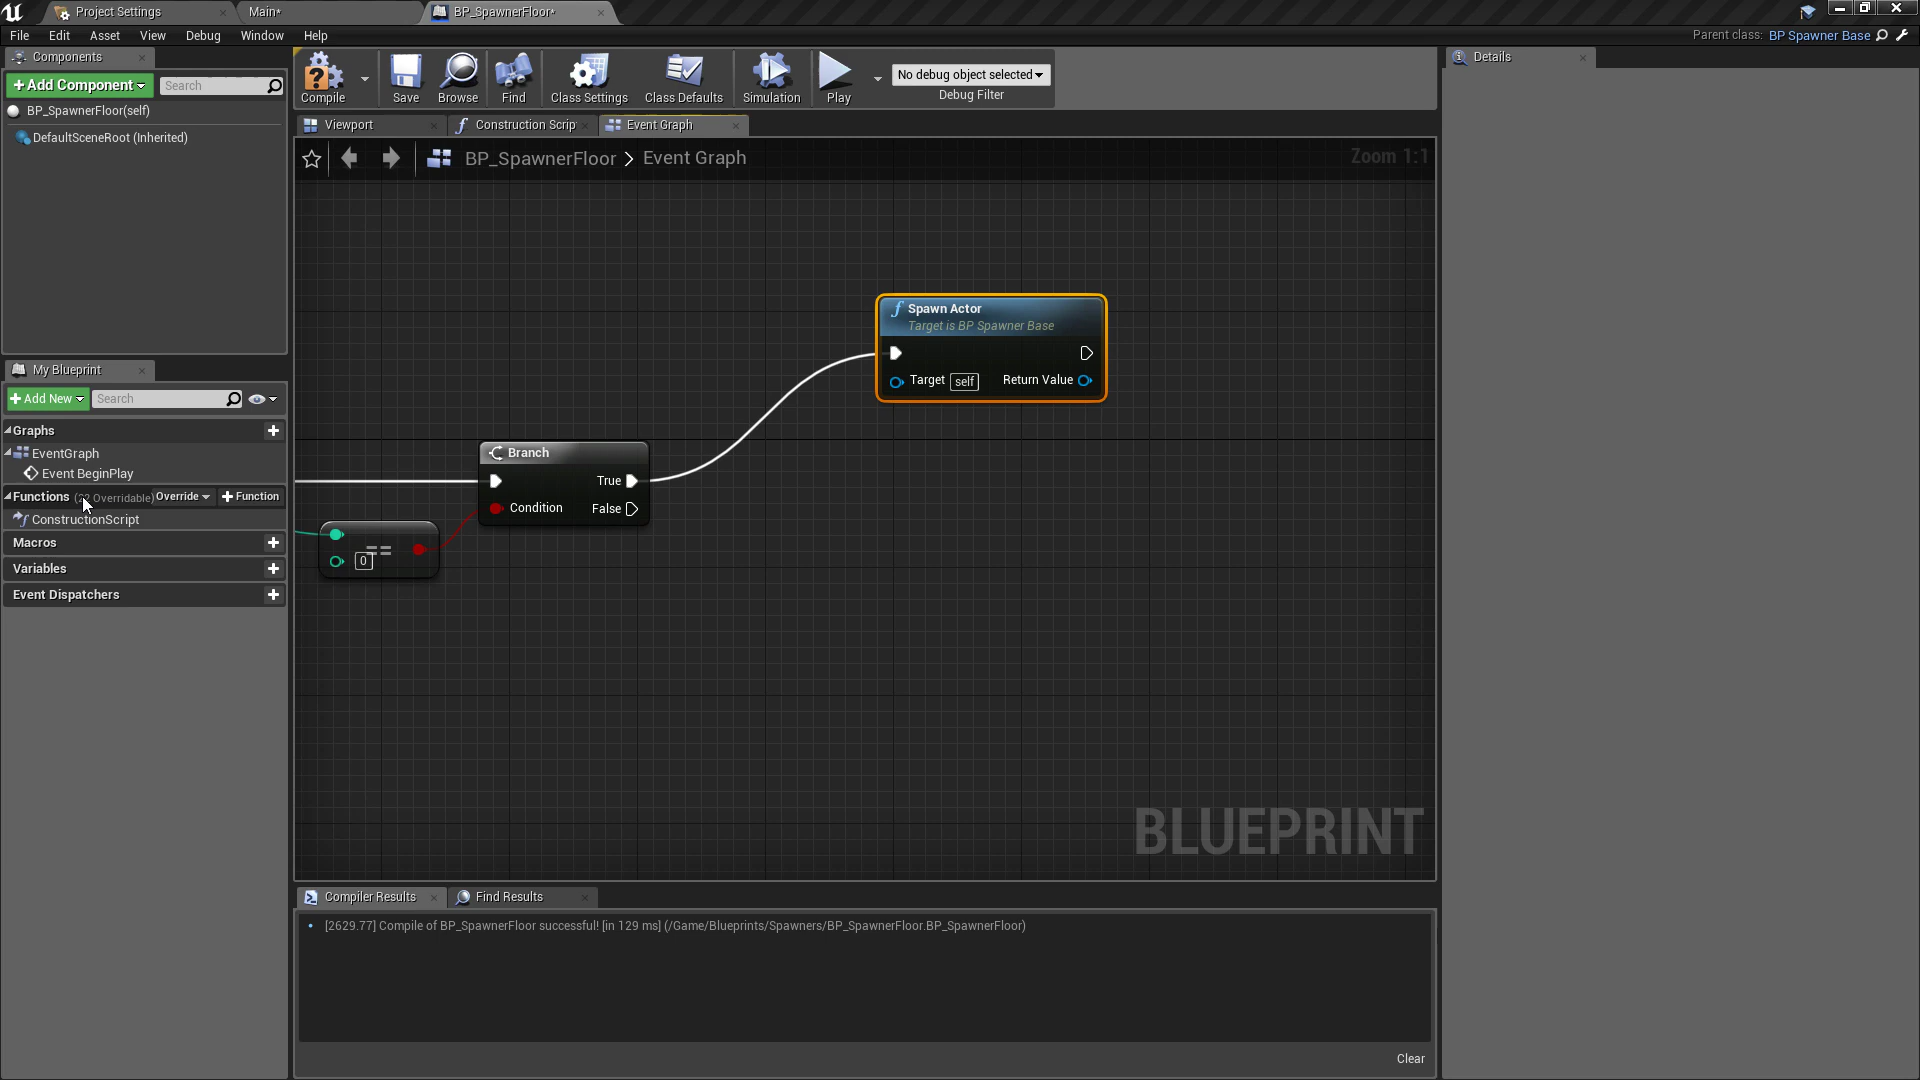 Project Settings
Main*
BP_SpawnerFloor*
File Edit Asset View Debug Window Help
Parent class: BP Spawner Base
Components
+Add Component
Search
BP_SpawnerFloor(self)
DefaultSceneRoot (Inherited)
Compile
Save
Browse
Find
Class Settings
Class Defaults
Simulation
Play
No debug object selected
Debug Filter
Details
Viewport
Construction Scrip
Event Graph
BP_SpawnerFloor > Event Graph
Zoom 1:1
Spawn Actor
Target is BP Spawner Base
Target self
Return Value
Branch
True
Condition
False
==
0
BLUEPRINT
My Blueprint
+Add New
Search
Graphs
EventGraph
Event BeginPlay
Functions Overridable) Override +Function
ConstructionScript
Macros
Variables
Event Dispatchers
Compiler Results
Find Results
[2629.77] Compile of BP_SpawnerFloor successful! [in 129 ms] (/Game/Blueprints/Spawners/BP_SpawnerFloor.BP_SpawnerFloor)
Clear